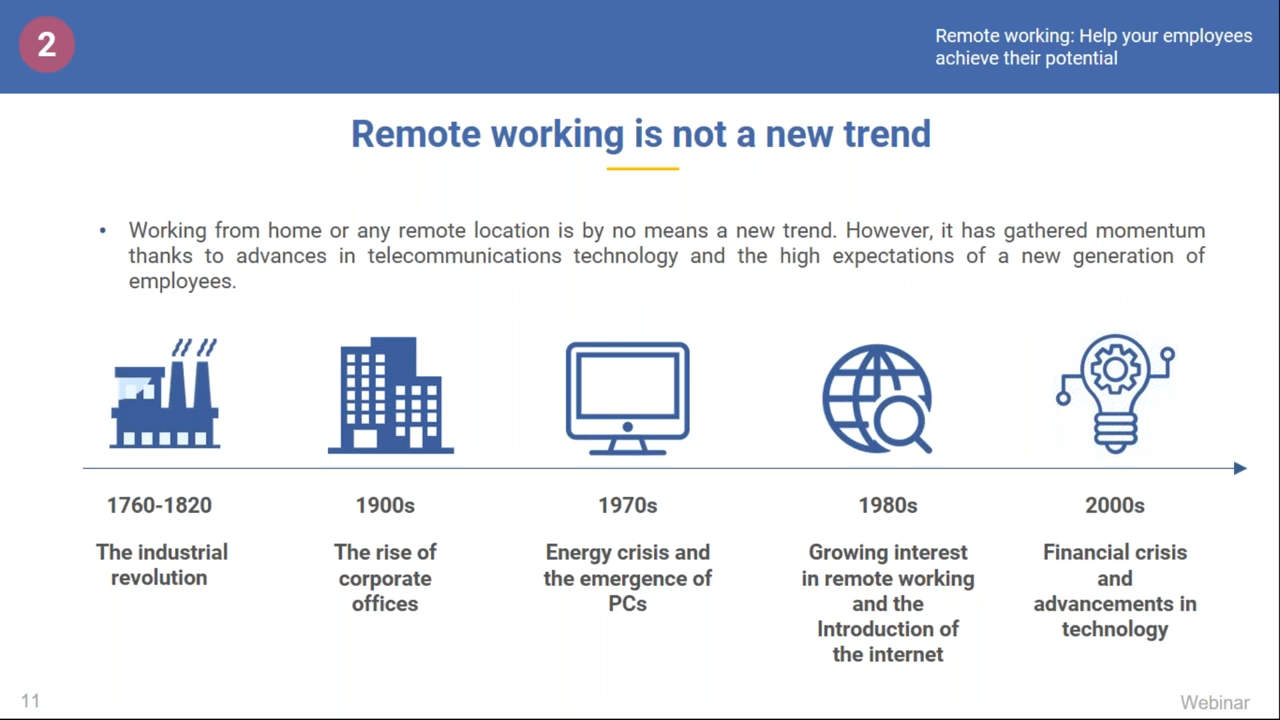 2
Remote working: Help your employees
achieve their potential
Remote working is not a new trend
• Working from home or any remote location is by no means a new trend. However, it has gathered momentum
thanks to advances in telecommunications technology and the high expectations of a new generation of
employees.
1760-1820
The industrial
revolution
1900s
The rise of
corporate
offices
1970s
Energy crisis and
the emergence of
PCs
1980s
Growing interest
in remote working
and the
Introduction of
the internet
2000s
Financial crisis
and
advancements in
technology
11
Webinar